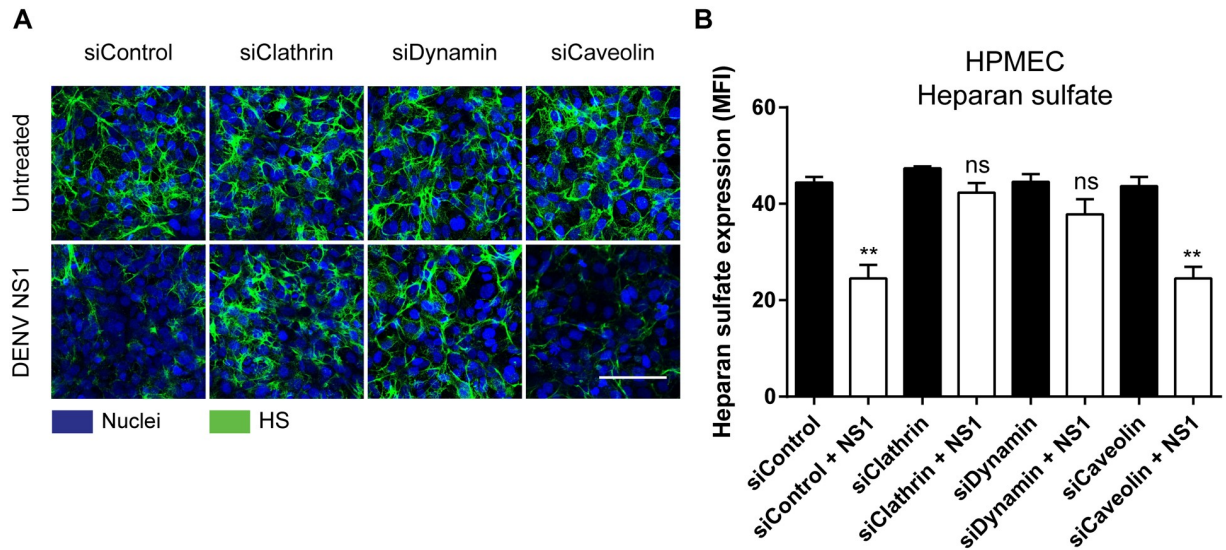 A
siControl siClathrin siDynamin siCaveolin
Untreated
DENV NS1
Nuclei HS
B
HPMEC
Heparan sulfate
Heparan sulfate expression (MFI)
60
40
20
0
**
ns
ns
**
siControl
siControl + NS1
siClathrin
siClathrin + NS1
siDynamin
siDynamin + NS1
siCaveolin
siCaveolin + NS1